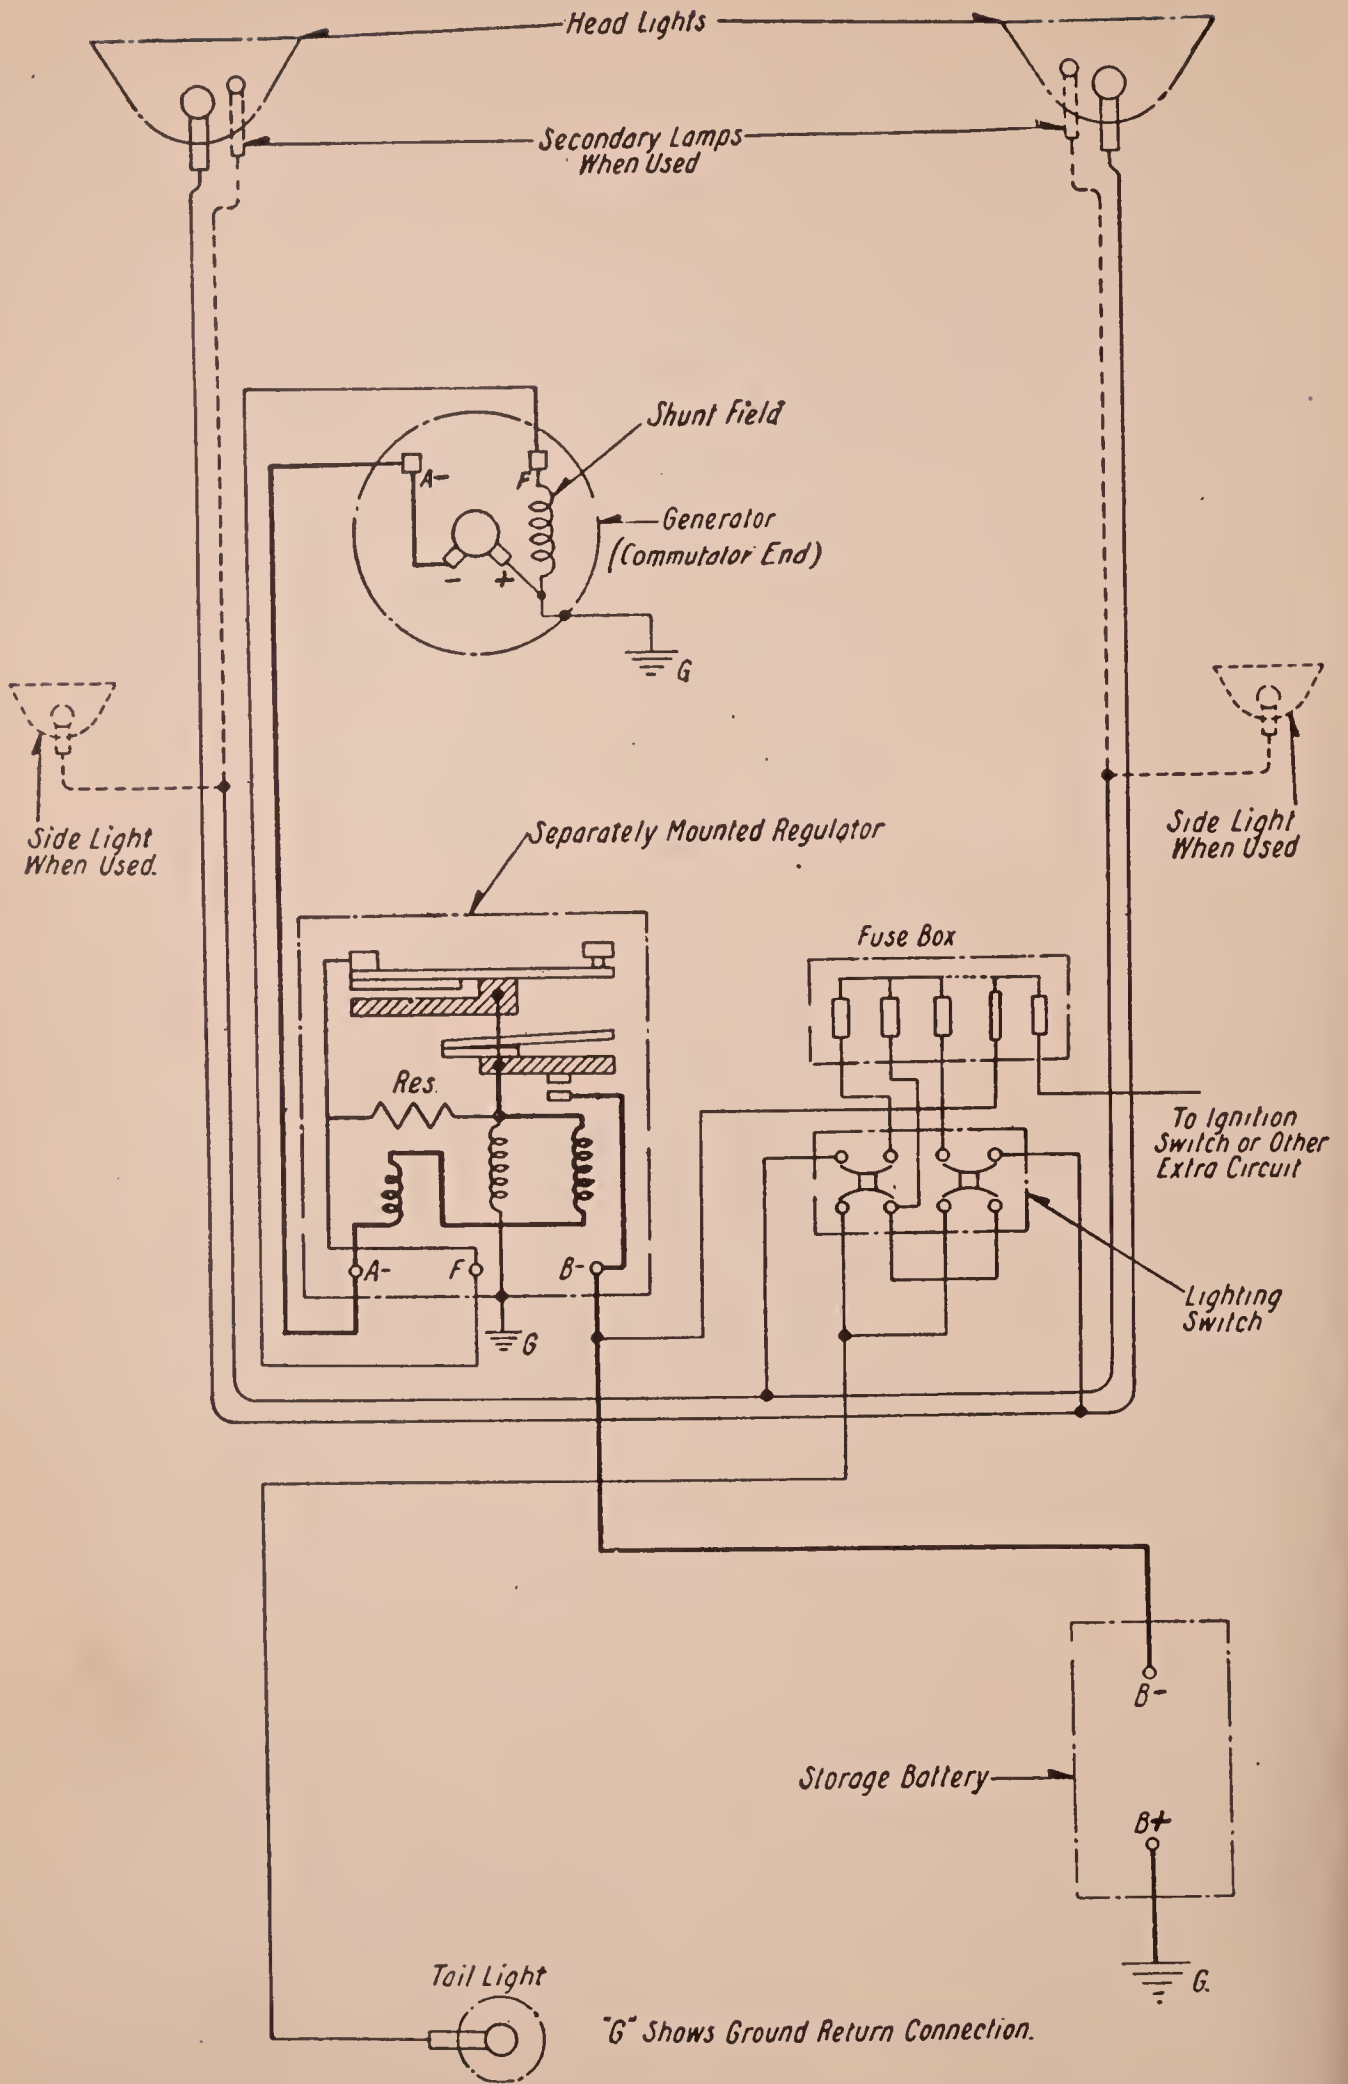 Head Lights
Secondary Lamps
When Used
Shunt Field
A-
F
Generator
(Commutator End)
-
+
G
Side Light
When Used.
Side Light
When Used
Separately Mounted Regulator
Fuse Box
Res.
To Ignition
Switch or Other
Extra Circuit
A-
F
B-
G
Lighting
Switch
B-
Storage Battery
B+
G.
Tail Light
"G" Shows Ground Return Connection.